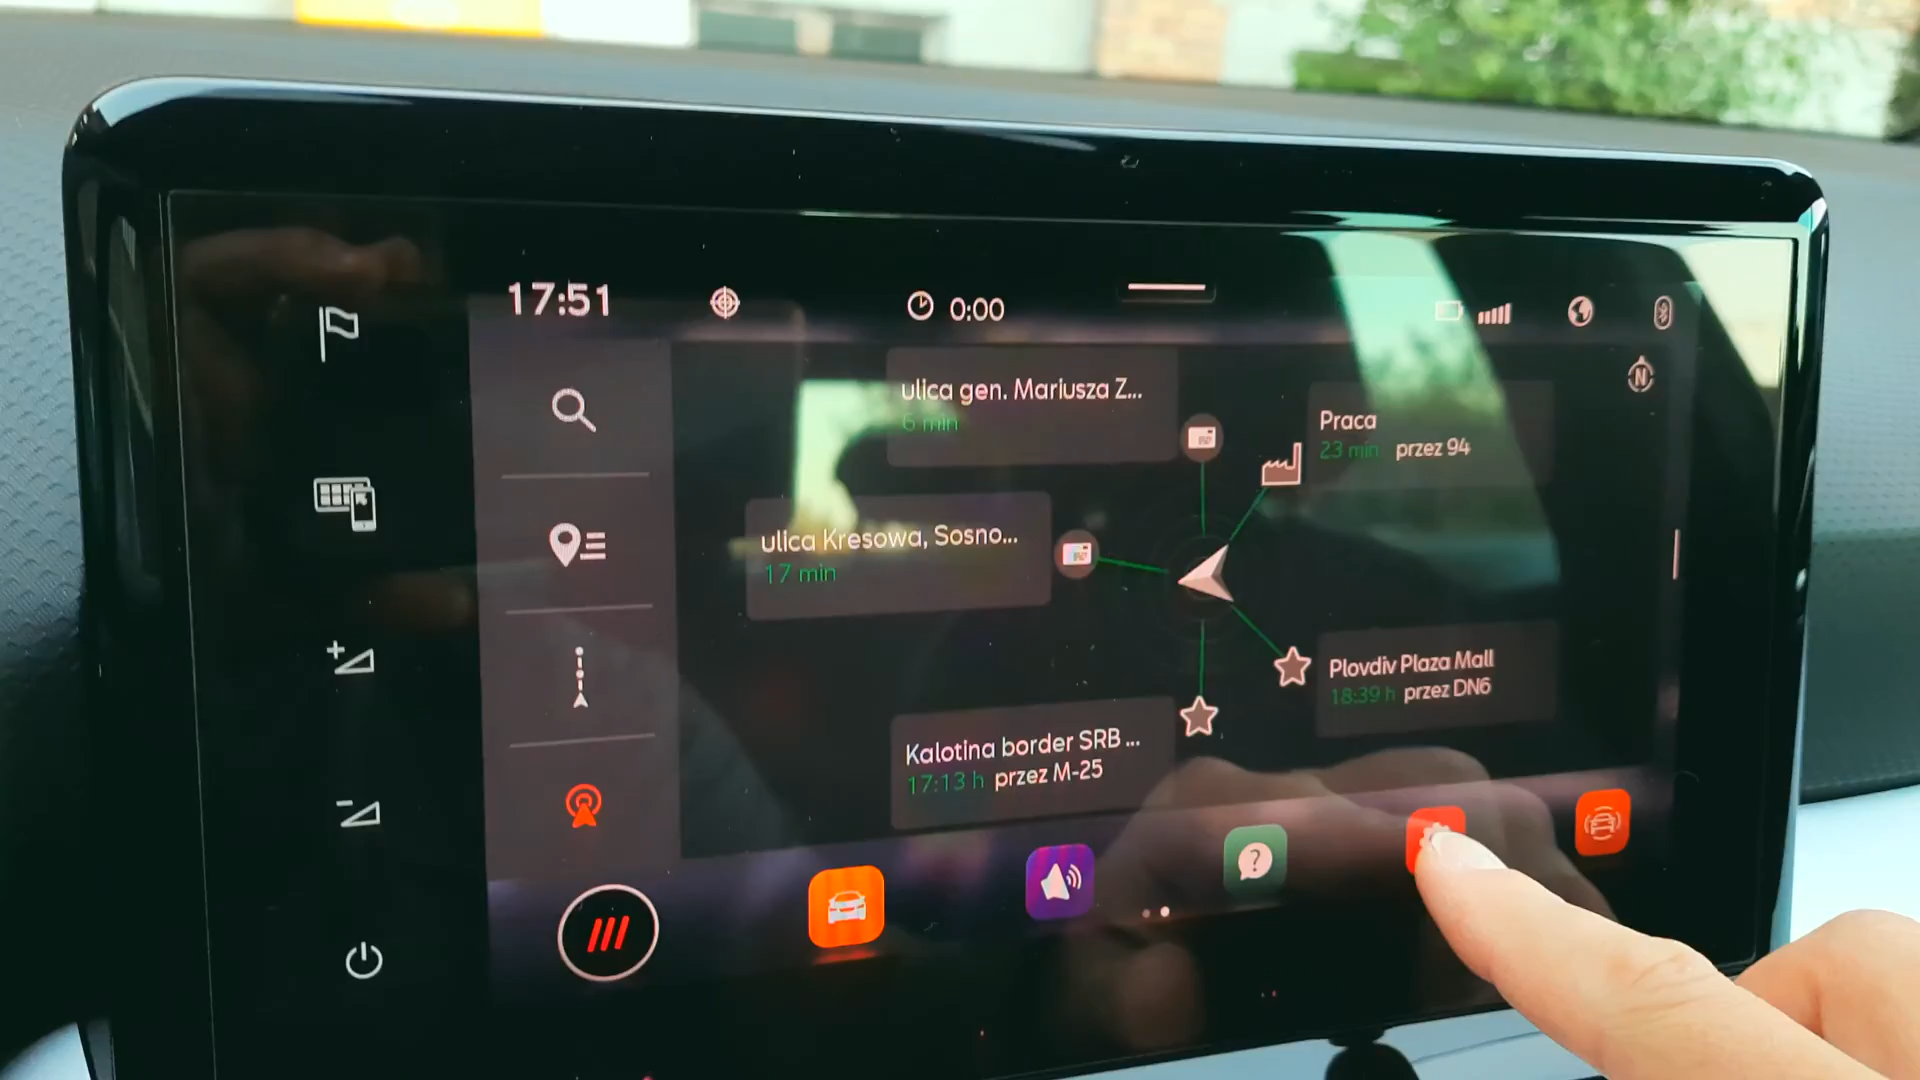 17:51
0:00
N
ulica gen. Mariusza Z...
6 min
Praca
23 min przez 94
ulica Kresowa, Sosno...
17 min
Plovdiv Plaza Mall
18:39 h przez DN6
Kalotina border SRB ...
17:13 h przez M-25
?